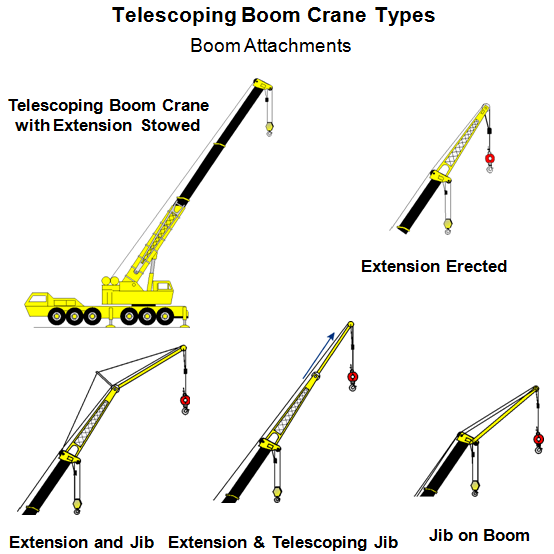 Telescoping Boom Crane Types
Boom Attachments
Telescoping Boom Crane
with Extension Stowed
Extension Erected
Extension and Jib
Extension & Telescoping Jib
Jib on Boom